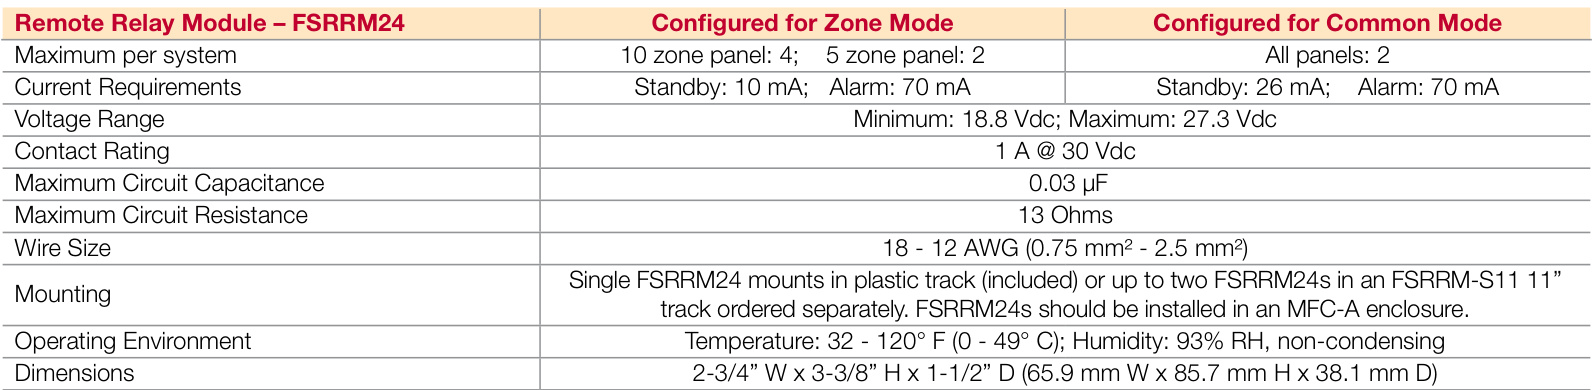 Remote Relay Module – FSRRM24 Configured for Zone Mode Configured for Common Mode
Maximum per system 10 zone panel: 4; 5 zone panel: 2 All panels: 2
Current Requirements Standby: 10 mA; Alarm: 70 mA Standby: 26 mA; Alarm: 70 mA
Voltage Range Minimum: 18.8 Vdc; Maximum: 27.3 Vdc
Contact Rating 1 A @ 30 Vdc
Maximum Circuit Capacitance 0.03 µF
Maximum Circuit Resistance 13 Ohms
Wire Size 18 - 12 AWG (0.75 mm² - 2.5 mm²)
Mounting Single FSRRM24 mounts in plastic track (included) or up to two FSRRM24s in an FSRRM-S11 11”
track ordered separately. FSRRM24s should be installed in an MFC-A enclosure.
Operating Environment Temperature: 32 - 120° F (0 - 49° C); Humidity: 93% RH, non-condensing
Dimensions 2-3/4” W x 3-3/8” H x 1-1/2” D (65.9 mm W x 85.7 mm H x 38.1 mm D)